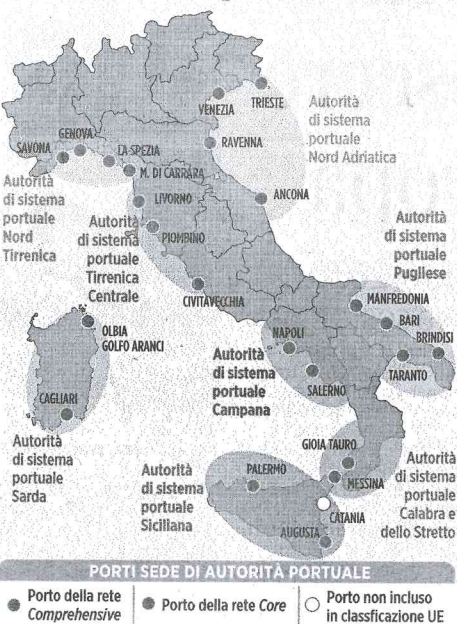 VENEZIA
TRIESTE
Autorità
di sistema
portuale
Nord Adriatica
GENOVA
SAVONA
LA SPEZIA
RAVENNA
M. DI CARRARA
Autorità
di sistema
portuale
Nord
Tirrenica
LIVORNO
ANCONA
Autorità
di sistema
portuale
Tirrenica
Centrale
PIOMBINO
Autorità
di sistema
portuale
Pugliese
CIVITAVECCHIA
MANFREDONIA
BARI
BRINDISI
TARANTO
OLBIA
GOLFO ARANCI
NAPOLI
Autorità
di sistema
portuale
Campana
SALERNO
CAGLIARI
Autorità
di sistema
portuale
Sarda
GIOIA TAURO
Autorità
di sistema
portuale
Calabra e
dello Stretto
Autorità
di sistema
portuale
Siciliana
PALERMO
MESSINA
CATANIA
AUGUSTA
PORTI SEDE DI AUTORITÀ PORTUALE
Porto della rete
Comprehensive
Porto della rete Core
Porto non incluso
in classficazione UE